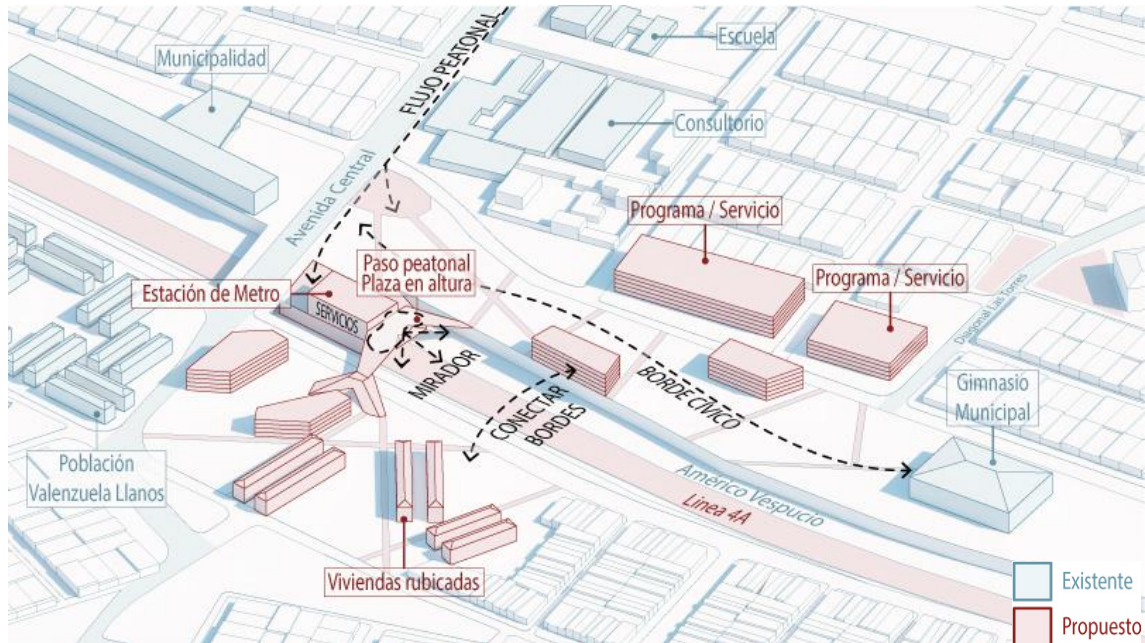 Municipalidad
FLUJO PEATONAL
Escuela
Consultorio
Avenida Central
Programa / Servicio
Paso peatonal
Plaza en altura
Programa / Servicio
Estación de Metro
SERVICIOS
Diagonal Las Torres
MIRADOR
CONECTAR
BORDES
BORDE CÍVICO
Gimnasio
Municipal
Población
Valenzuela Llanos
Américo Vespucio
Línea 4A
Viviendas rubicadas
Existente
Propuesto